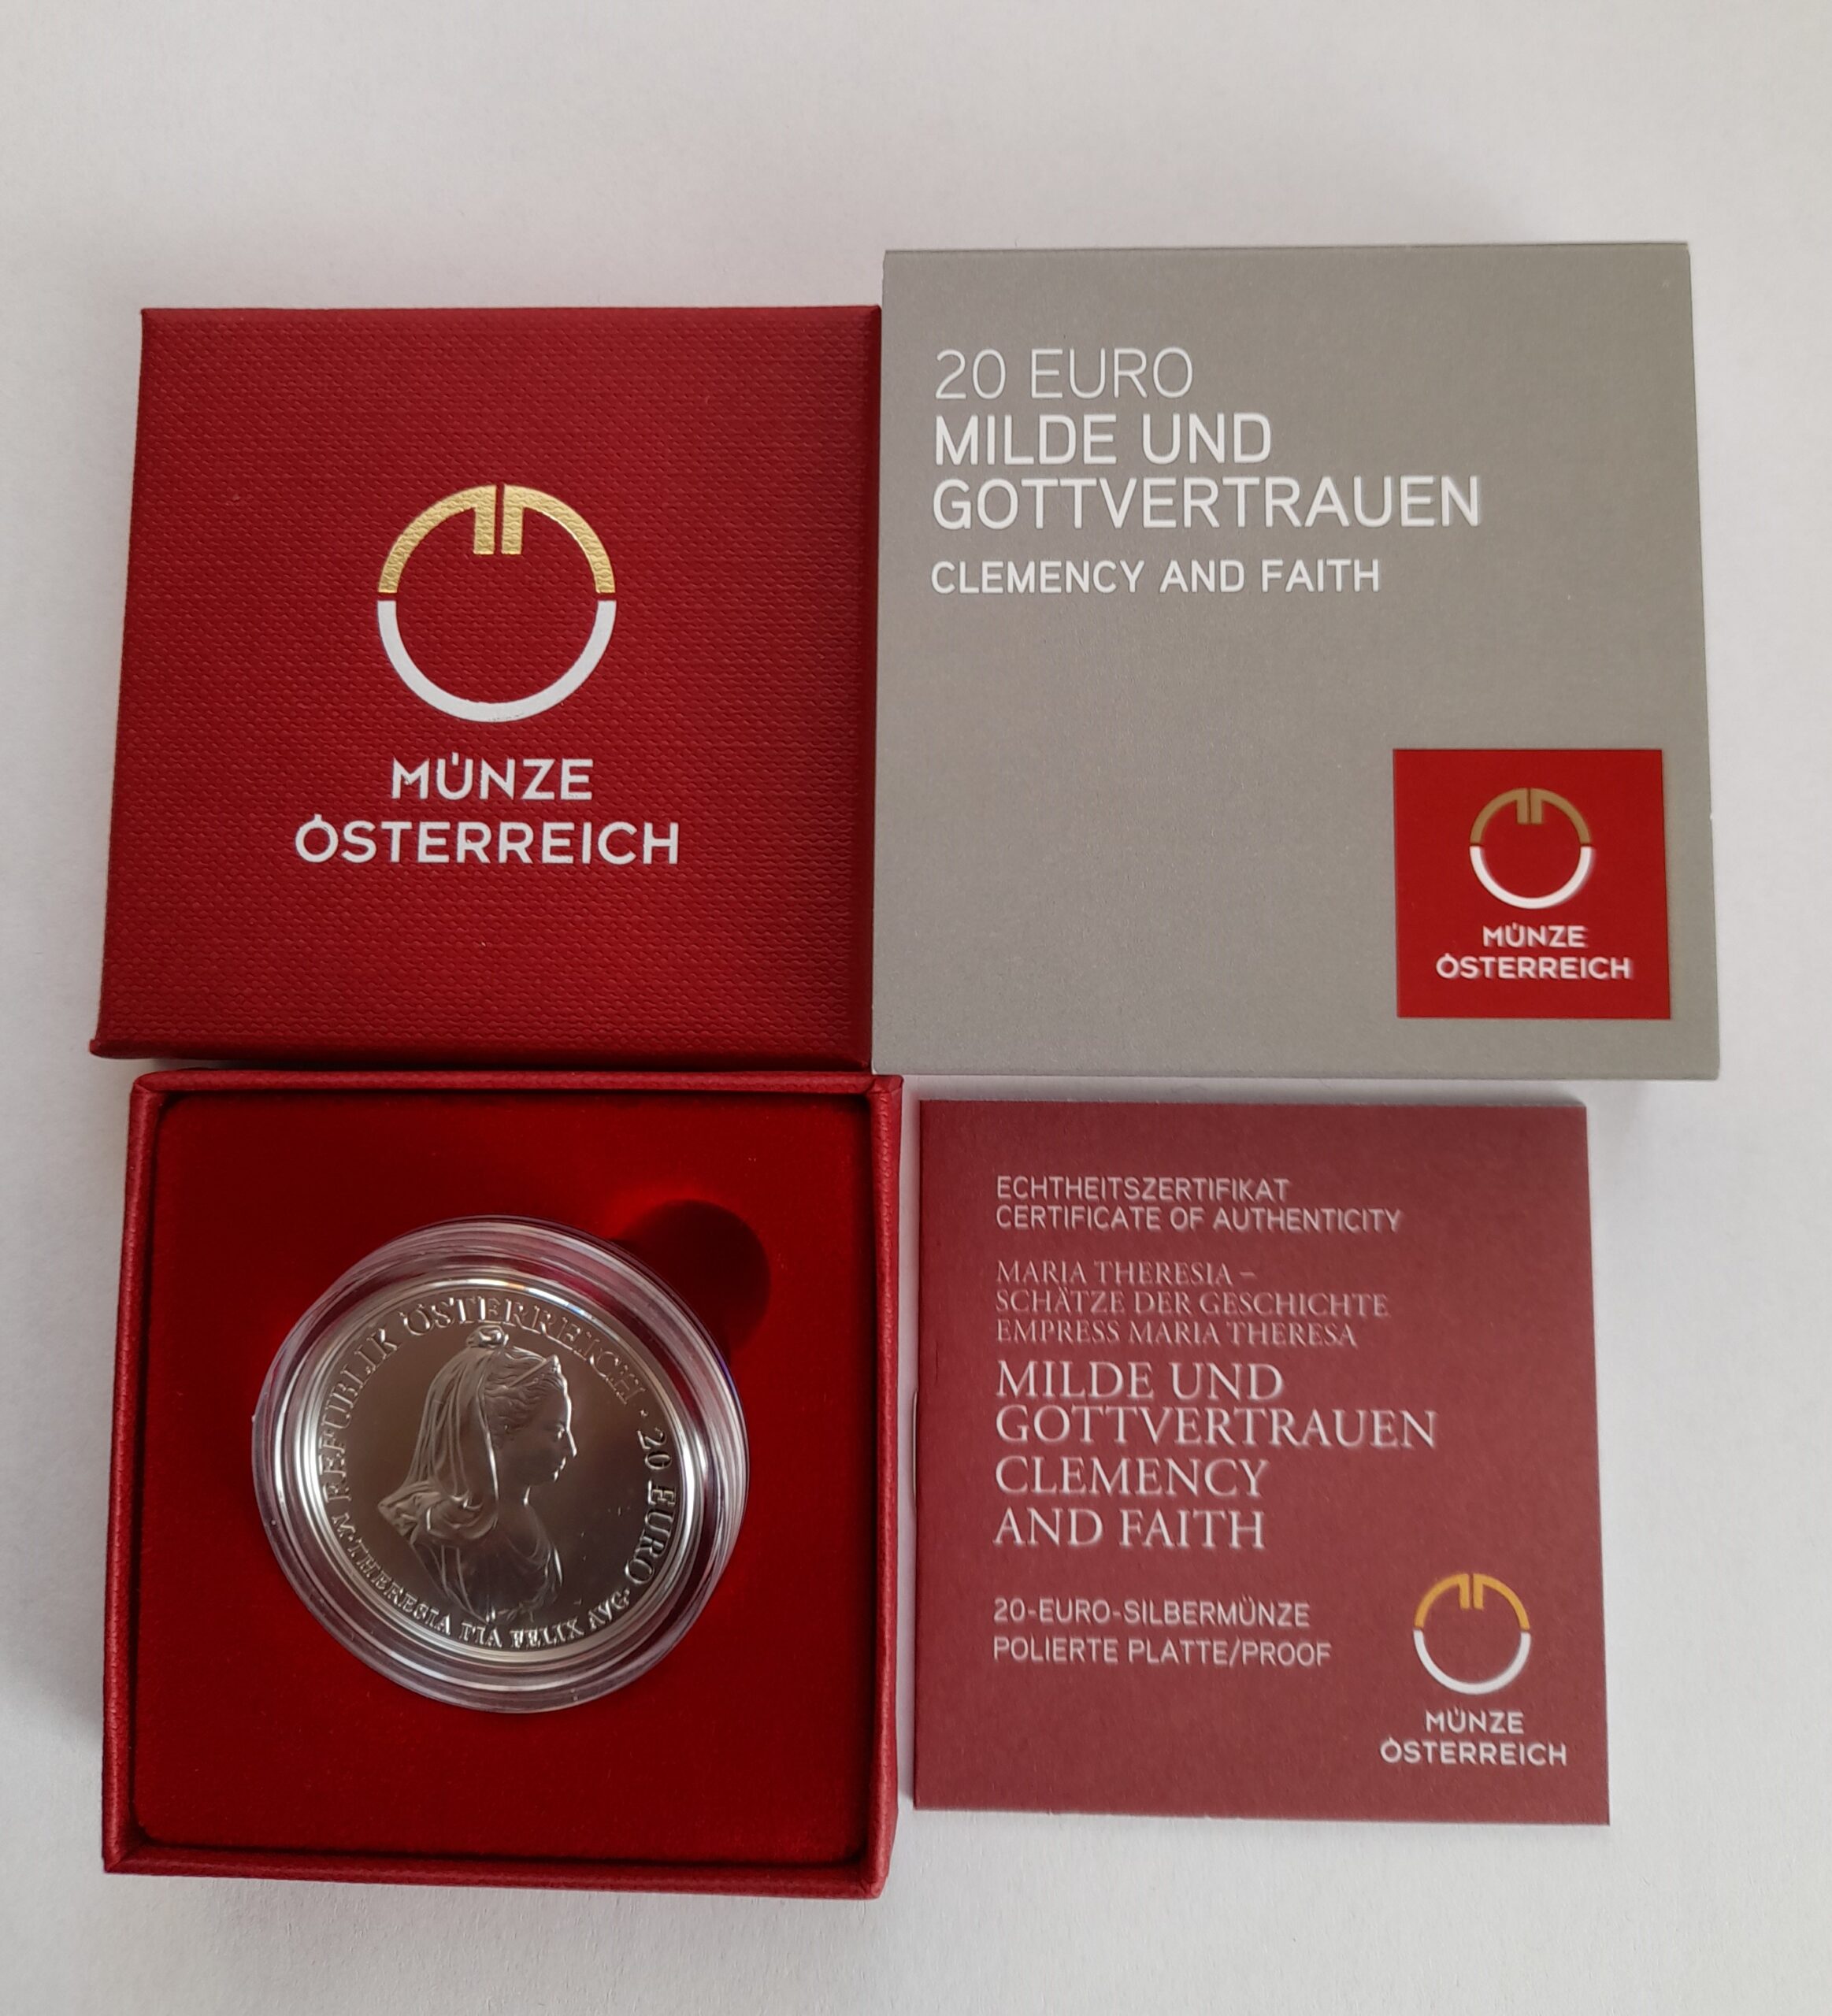 MÜNZE
ÖSTERREICH
20 EURO
MILDE UND
GOTTVERTRAUEN
CLEMENCY AND FAITH
MÜNZE
ÖSTERREICH
REPUBLIK ÖSTERREICH · 20 EURO ·
M·THERESIA PIA FELIX AVG·
ECHTHEITSZERTIFIKAT
CERTIFICATE OF AUTHENTICITY
MARIA THERESIA –
SCHÄTZE DER GESCHICHTE
EMPRESS MARIA THERESA
MILDE UND
GOTTVERTRAUEN
CLEMENCY
AND FAITH
20-EURO-SILBERMÜNZE
POLIERTE PLATTE/PROOF
MÜNZE
ÖSTERREICH